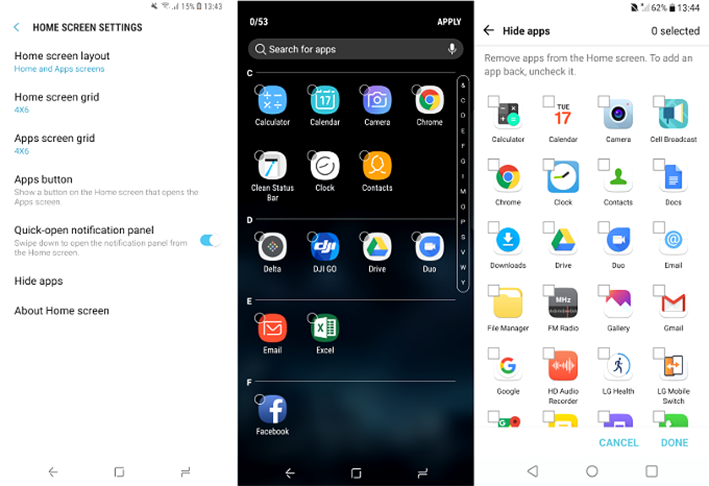 15% 13:43
HOME SCREEN SETTINGS
Home screen layout
Home and Apps screens
Home screen grid
4X6
Apps screen grid
4X6
Apps button
Show a button on the Home screen that opens the
Apps screen.
Quick-open notification panel
Swipe down to open the notification panel from
the Home screen.
Hide apps
About Home screen
0/53 APPLY
Search for apps
C
Calculator Calendar Camera Chrome
Clean Status
Bar
Clock Contacts
D
Delta DJI GO Drive Duo
E
Email Excel
F
Facebook
&
C
D
E
F
G
I
M
O
P
S
V
W
Y
62% 13:44
Hide apps 0 selected
Remove apps from the Home screen. To add an
app back, uncheck it.
TUE
17
Calculator Calendar Camera Cell Broadcast
Chrome Clock Contacts Docs
Downloads Drive Duo Email
MHz
File Manager FM Radio Gallery Gmail
Google HD Audio
Recorder
LG Health LG Mobile
Switch
CANCEL DONE